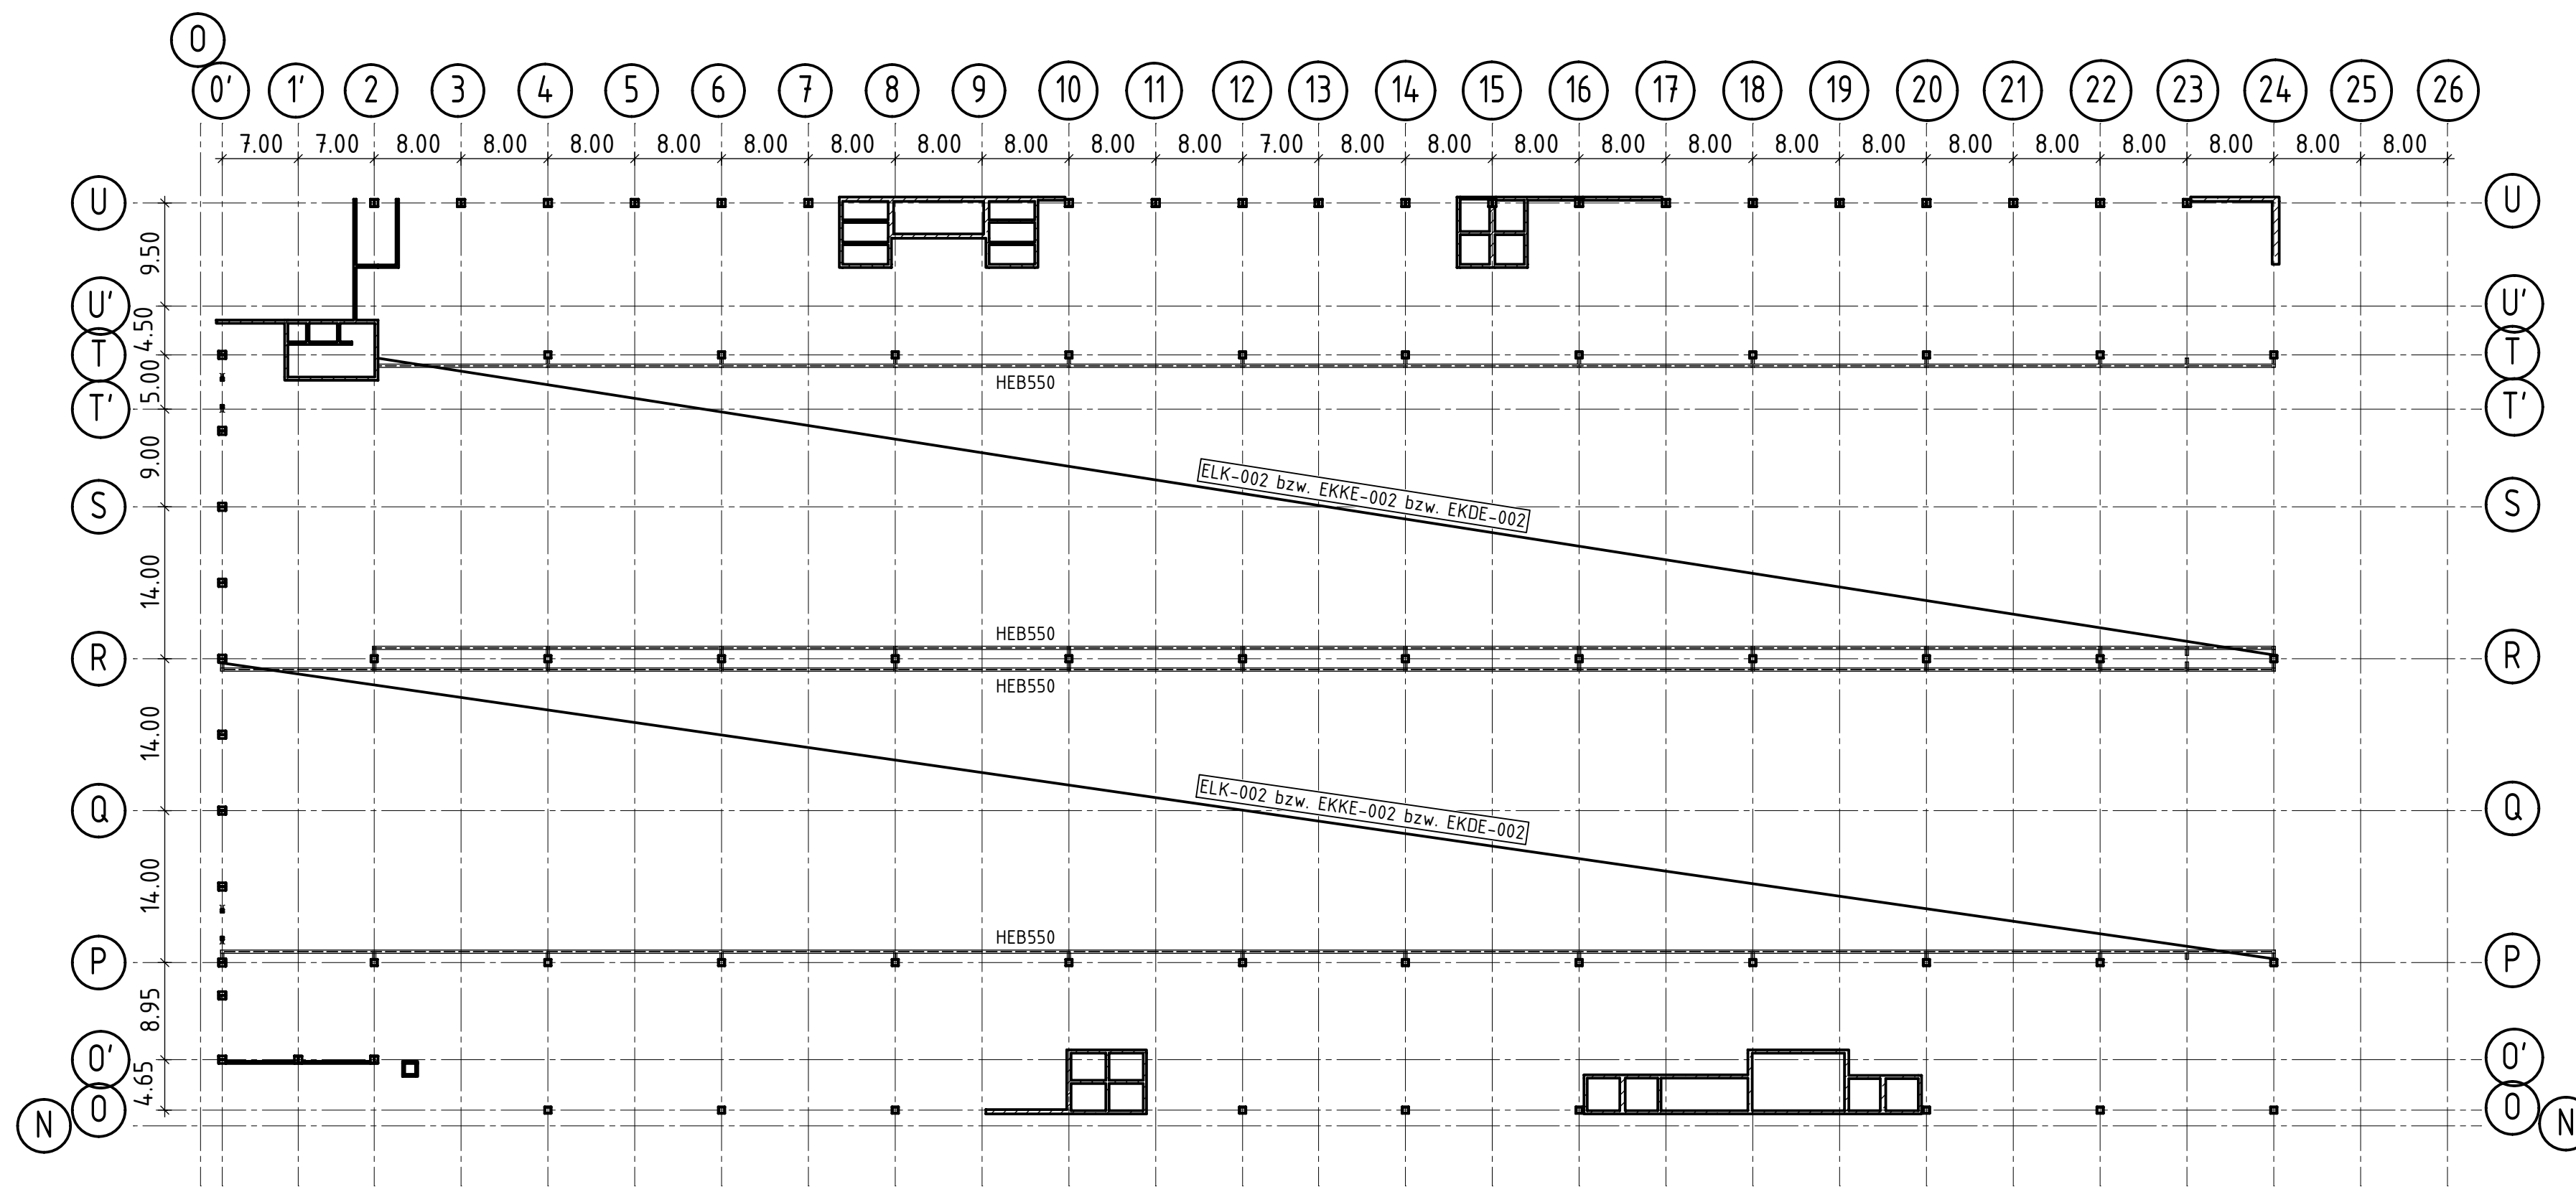 0
0' 1' 2 3 4 5 6 7 8 9 10 11 12 13 14 15 16 17 18 19 20 21 22 23 24 25 26
7.00 7.00 8.00 8.00 8.00 8.00 8.00 8.00 8.00 8.00 8.00 8.00 7.00 8.00 8.00 8.00 8.00 8.00 8.00 8.00 8.00 8.00 8.00 8.00 8.00 8.00
U U
9.50
U' U'
4.50
T T
5.00
HEB550
T' T'
9.00
ELK-002 bzw. EKKE-002 bzw. EKDE-002
S S
14.00
HEB550
R R
HEB550
14.00
ELK-002 bzw. EKKE-002 bzw. EKDE-002
Q Q
14.00
HEB550
P P
8.95
O' O'
4.65
O O
N N